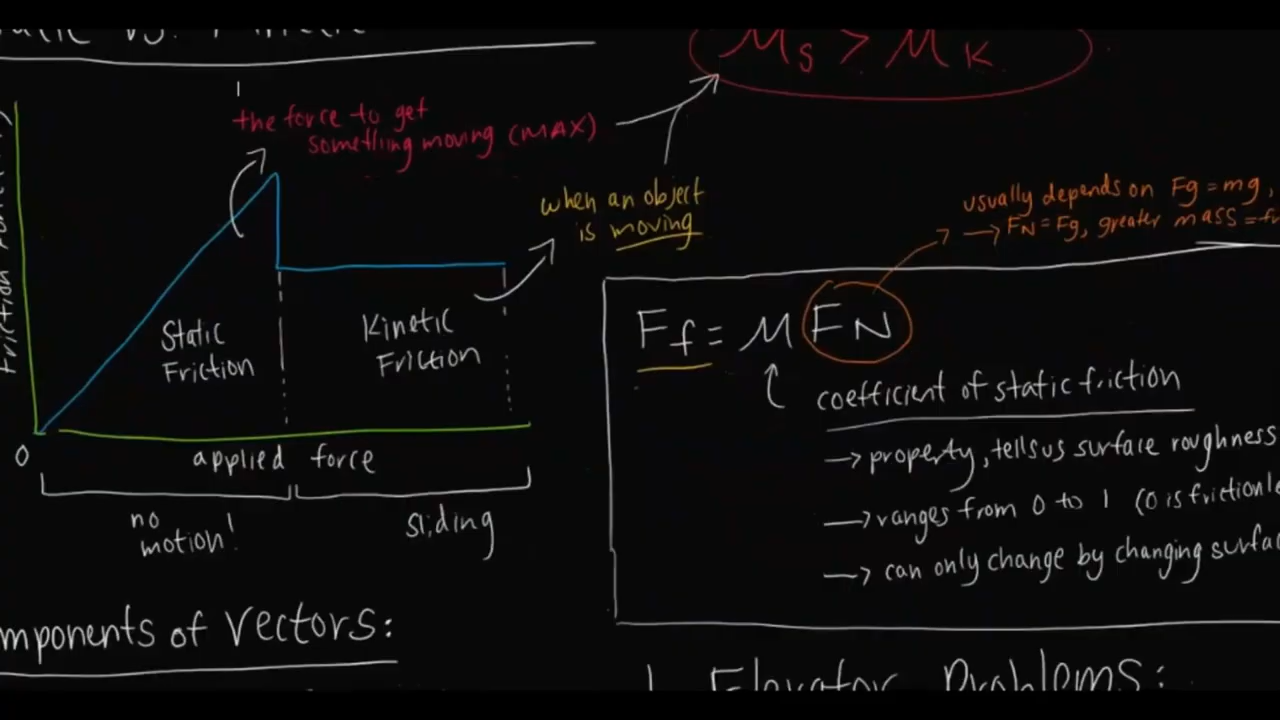 vs.
μs > μk
the force to get
something moving (MAX)
when an object
is moving
usually depends on Fg = mg,
→ FN = Fg, greater mass =
Friction Force
Static
Friction
Kinetic
Friction
0
applied force
no
motion!
sliding
Ff = μ FN
coefficient of static friction
→ property, tells us surface roughness
→ ranges from 0 to 1 (0 is
→ can only change by changing
of Vectors:
Elevator Problems: